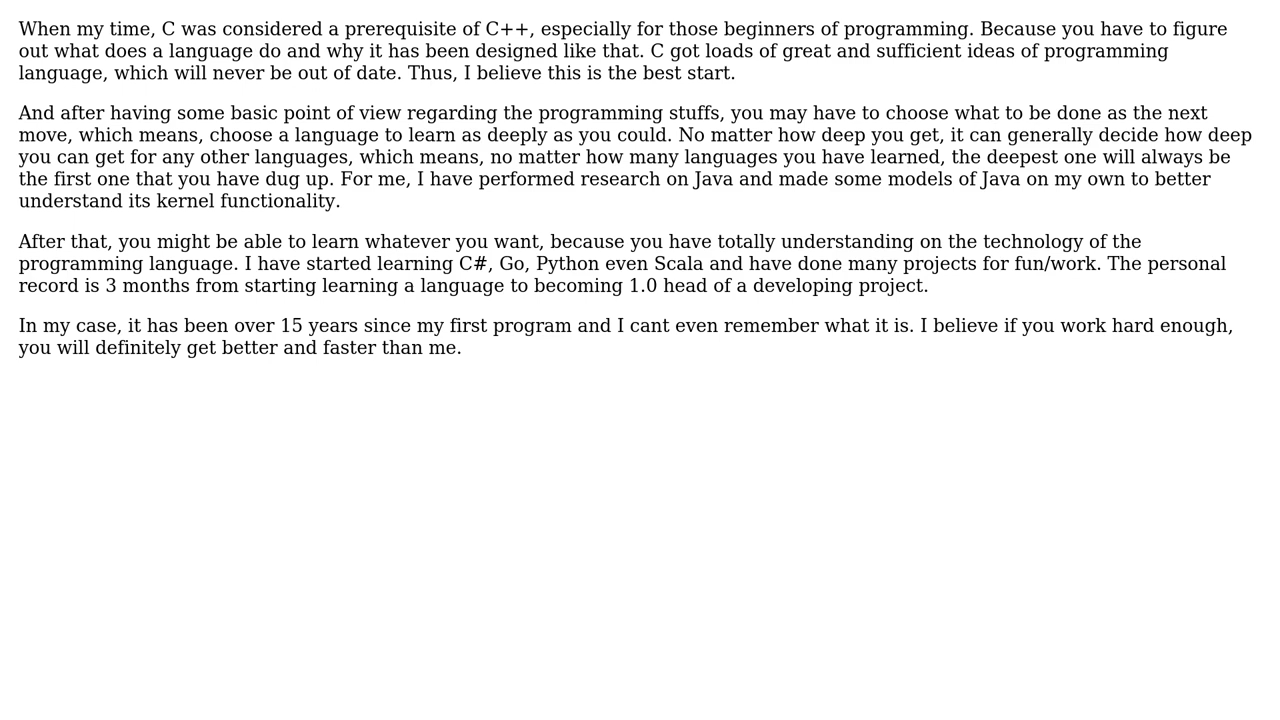 When my time, C was considered a prerequisite of C++, especially for those beginners of programming. Because you have to figure
out what does a language do and why it has been designed like that. C got loads of great and sufficient ideas of programming
language, which will never be out of date. Thus, I believe this is the best start.
And after having some basic point of view regarding the programming stuffs, you may have to choose what to be done as the next
move, which means, choose a language to learn as deeply as you could. No matter how deep you get, it can generally decide how deep
you can get for any other languages, which means, no matter how many languages you have learned, the deepest one will always be
the first one that you have dug up. For me, I have performed research on Java and made some models of Java on my own to better
understand its kernel functionality.
After that, you might be able to learn whatever you want, because you have totally understanding on the technology of the
programming language. I have started learning C#, Go, Python even Scala and have done many projects for fun/work. The personal
record is 3 months from starting learning a language to becoming 1.0 head of a developing project.
In my case, it has been over 15 years since my first program and I cant even remember what it is. I believe if you work hard enough,
you will definitely get better and faster than me.